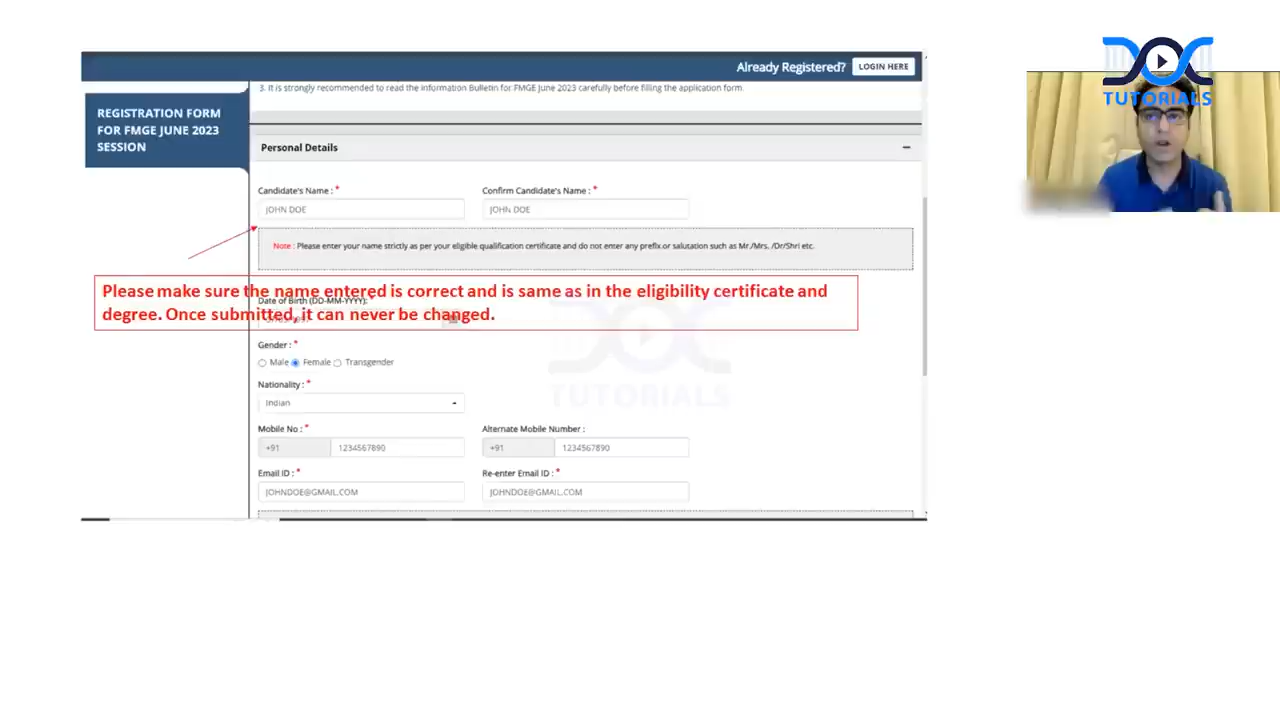 TUTORIALS
Already Registered?
LOGIN HERE
3. It is strongly recommended to read the Information Bulletin for FMGE June 2023 carefully before filling the application form.
REGISTRATION FORM
FOR FMGE JUNE 2023
SESSION
Personal Details
Candidate's Name : *
Confirm Candidate's Name : *
JOHN DOE
JOHN DOE
Note : Please enter your name strictly as per your eligible qualification certificate and do not enter any prefix or salutation such as Mr./Mrs. /Dr/Shri etc.
Please make sure the name entered is correct and is same as in the eligibility certificate and
degree. Once submitted, it can never be changed.
Date of Birth (DD-MM-YYYY):
Gender : *
Male Female Transgender
Nationality : *
Indian
TUTORIALS
Mobile No : *
Alternate Mobile Number :
+91 1234567890
+91 1234567890
Email ID : *
Re-enter Email ID : *
JOHNDOE@GMAIL.COM
JOHNDOE@GMAIL.COM